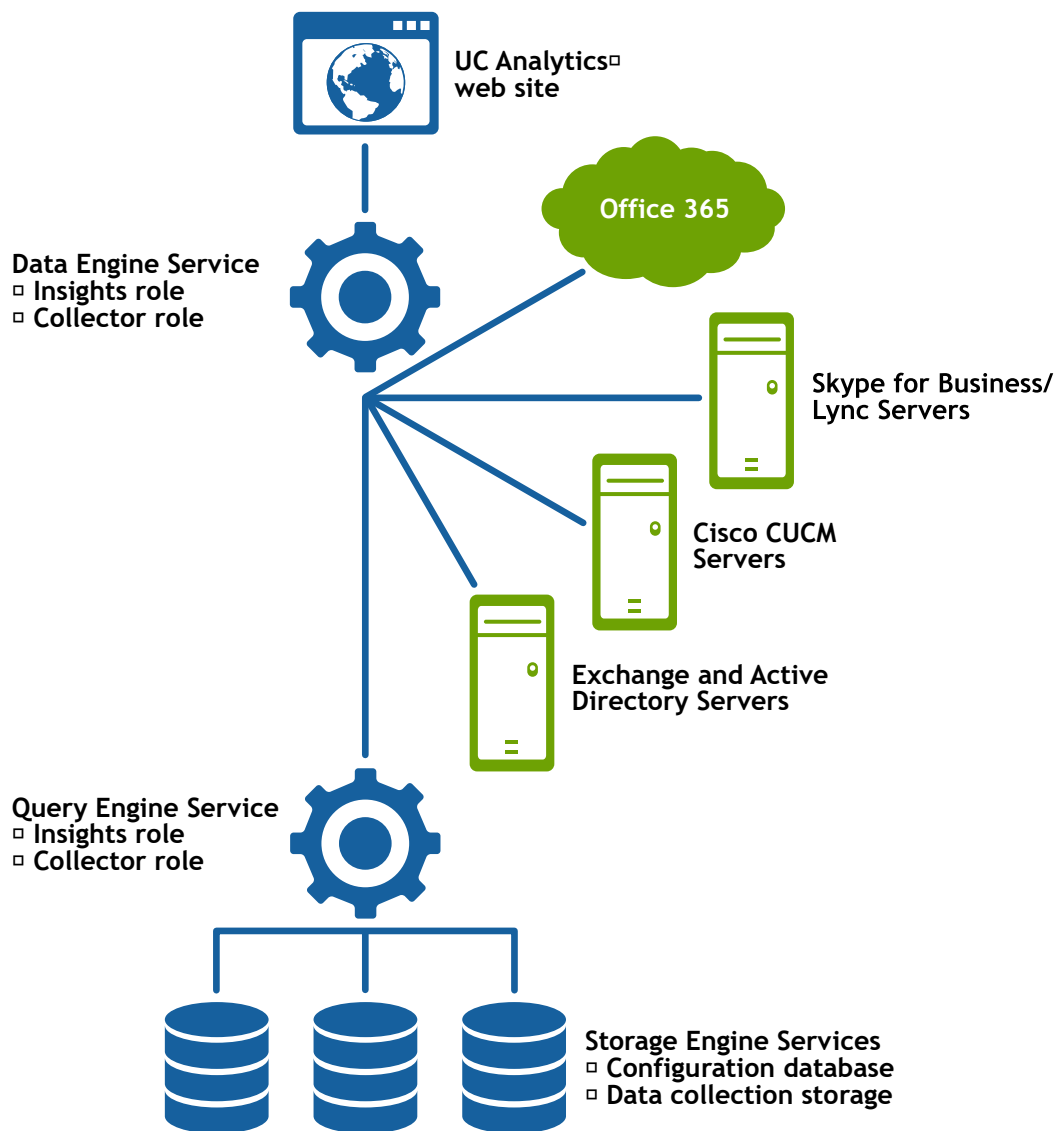 UC Analytics▫
web site
Office 365
Data Engine Service
▫ Insights role
▫ Collector role
Skype for Business/
Lync Servers
Cisco CUCM
Servers
Exchange and Active
Directory Servers
Query Engine Service
▫ Insights role
▫ Collector role
Storage Engine Services
▫ Configuration database
▫ Data collection storage